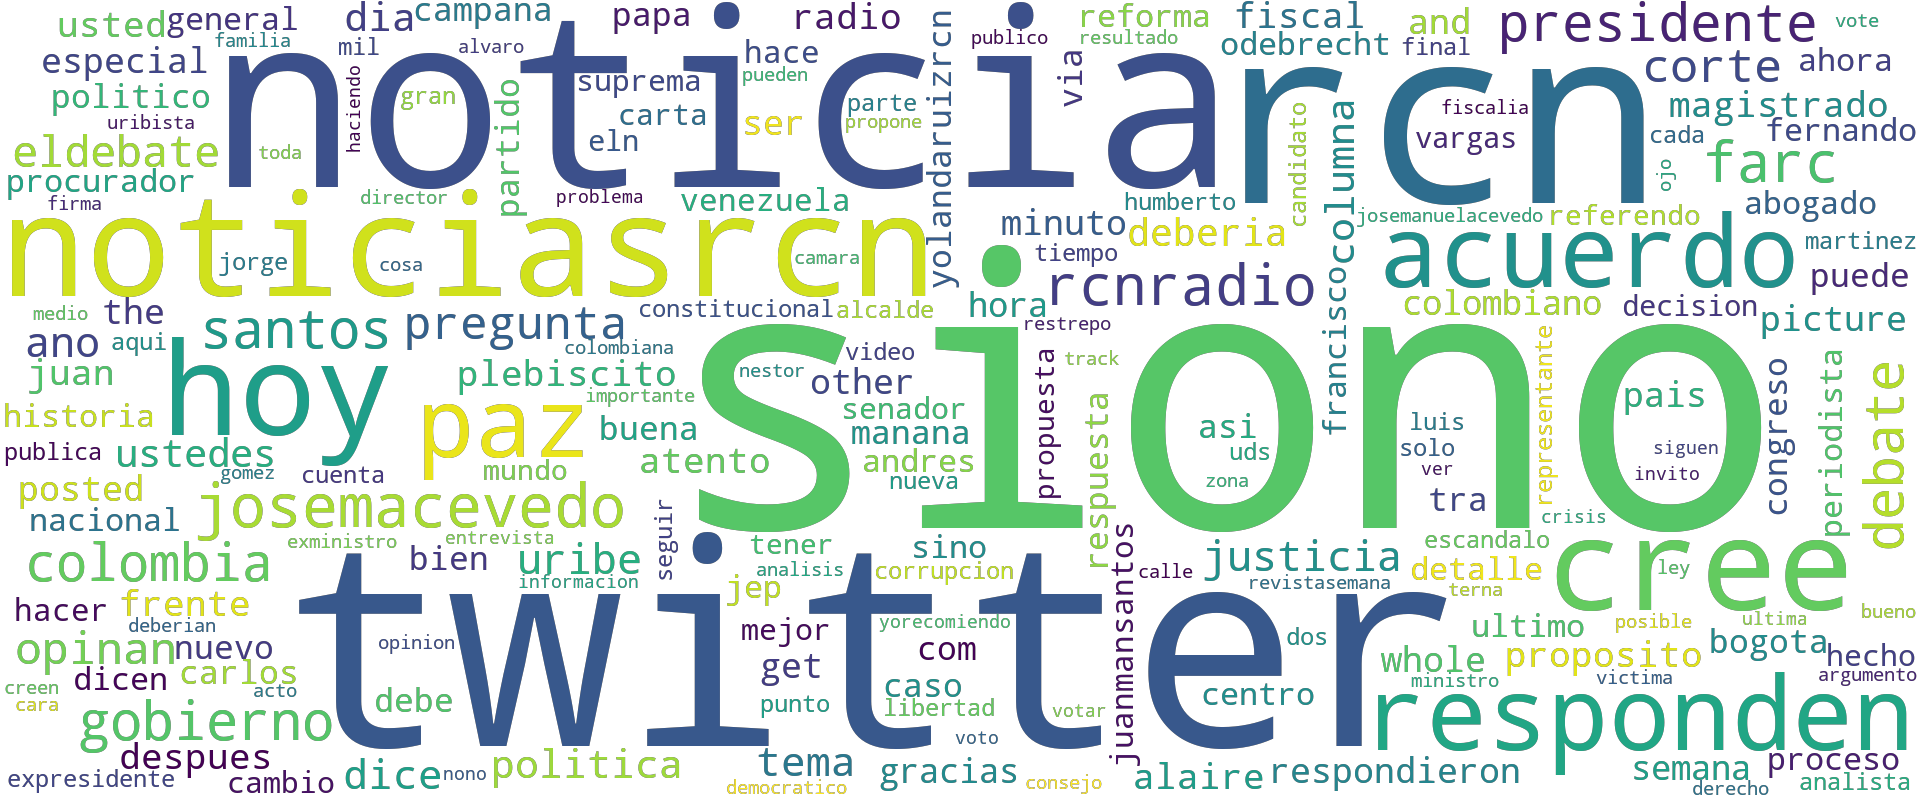 usted general dia campana papa radio reforma fiscal and presidente vote
familia mil alvaro hace publico resultado odebrecht final
especial noticia rcn corte ahora
politico haciendo gran suprema pueden via fiscalia magistrado
uribista partido carta parte yolandaruizrcn candidato columna vargas cada fernando
eldebate toda eln ser propone farc
procurador director problema venezuela humberto ojo abogado
firma noticiasrcn minuto deberia josemanuelacevedo referendo
jorge cosa camara tiempo acuerdo martinez
rcnradio francisco puede
medio the constitucional alcalde hora colombiano decision
ano aqui santos pregunta restrepo picture
hoy colombiana video siono
juan plebiscito nestor other track representante congreso periodista debate
historia paz importante senador propuesta respuesta asi luis pais
publica ustedes buena manana uds solo siguen
gomez cuenta mundo atento andres ver invito
posted nueva zona tra
nacional josemacevedo seguir crisis
exministro entrevista tener sino juanmansantos escandalo cree
colombia bien uribe analisis corrupcion calle justicia detalle ley
hacer frente informacion jep revistasemana terna bueno
deberian twitter mejor yorecomiendo ultimo posible ultima
opinan nuevo opinion com dos bogota
dicen carlos get whole proposito hecho
creen acto caso ministro victima argumento
cara debe punto libertad votar centro responden
gobierno voto
despues dice nono politica tema gracias alaire respondieron semana proceso
expresidente cambio democratico consejo derecho analista